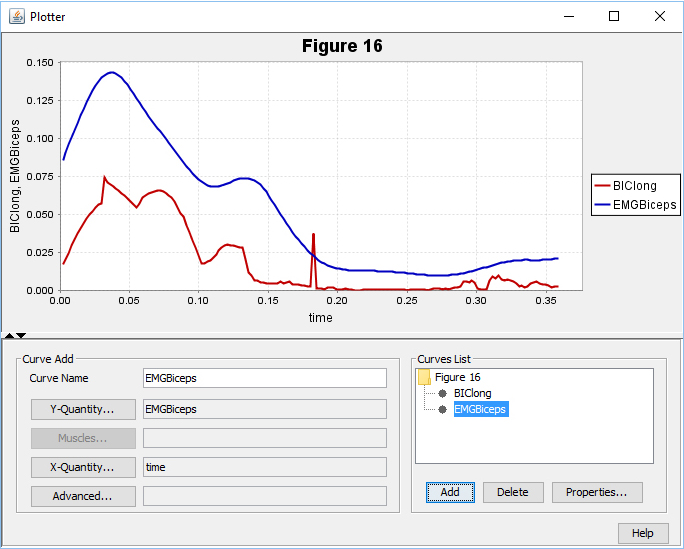 Plotter
Figure 16
BIClong, EMGBiceps
0.150
0.125
0.100
0.075
0.050
0.025
0.000
0.00 0.05 0.10 0.15 0.20 0.25 0.30 0.35
time
BIClong
EMGBiceps
Curve Add
Curve Name EMGBiceps
Y-Quantity... EMGBiceps
Muscles...
X-Quantity... time
Advanced...
Curves List
Figure 16
BIClong
EMGBiceps
Add Delete Properties...
Help